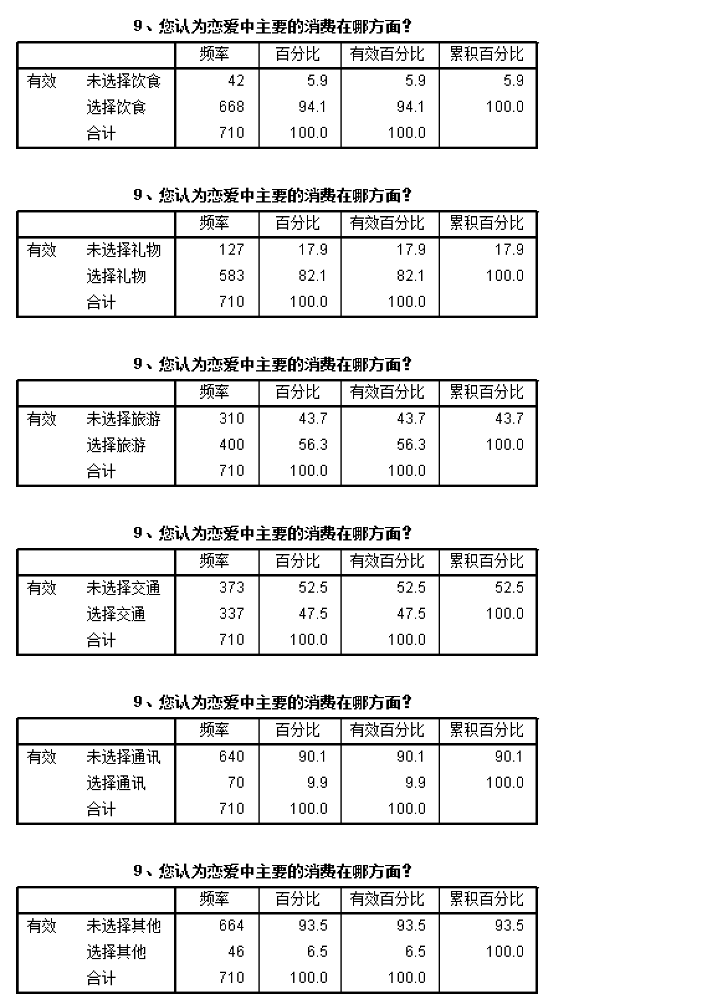 9、您认为恋爱中主要的消费在哪方面?
频率 百分比 有效百分比 累积百分比
有效 未选择饮食 42 5.9 5.9 5.9
选择饮食 668 94.1 94.1 100.0
合计 710 100.0 100.0
9、您认为恋爱中主要的消费在哪方面?
频率 百分比 有效百分比 累积百分比
有效 未选择礼物 127 17.9 17.9 17.9
选择礼物 583 82.1 82.1 100.0
合计 710 100.0 100.0
9、您认为恋爱中主要的消费在哪方面?
频率 百分比 有效百分比 累积百分比
有效 未选择旅游 310 43.7 43.7 43.7
选择旅游 400 56.3 56.3 100.0
合计 710 100.0 100.0
9、您认为恋爱中主要的消费在哪方面?
频率 百分比 有效百分比 累积百分比
有效 未选择交通 373 52.5 52.5 52.5
选择交通 337 47.5 47.5 100.0
合计 710 100.0 100.0
9、您认为恋爱中主要的消费在哪方面?
频率 百分比 有效百分比 累积百分比
有效 未选择通讯 640 90.1 90.1 90.1
选择通讯 70 9.9 9.9 100.0
合计 710 100.0 100.0
9、您认为恋爱中主要的消费在哪方面?
频率 百分比 有效百分比 累积百分比
有效 未选择其他 664 93.5 93.5 93.5
选择其他 46 6.5 6.5 100.0
合计 710 100.0 100.0